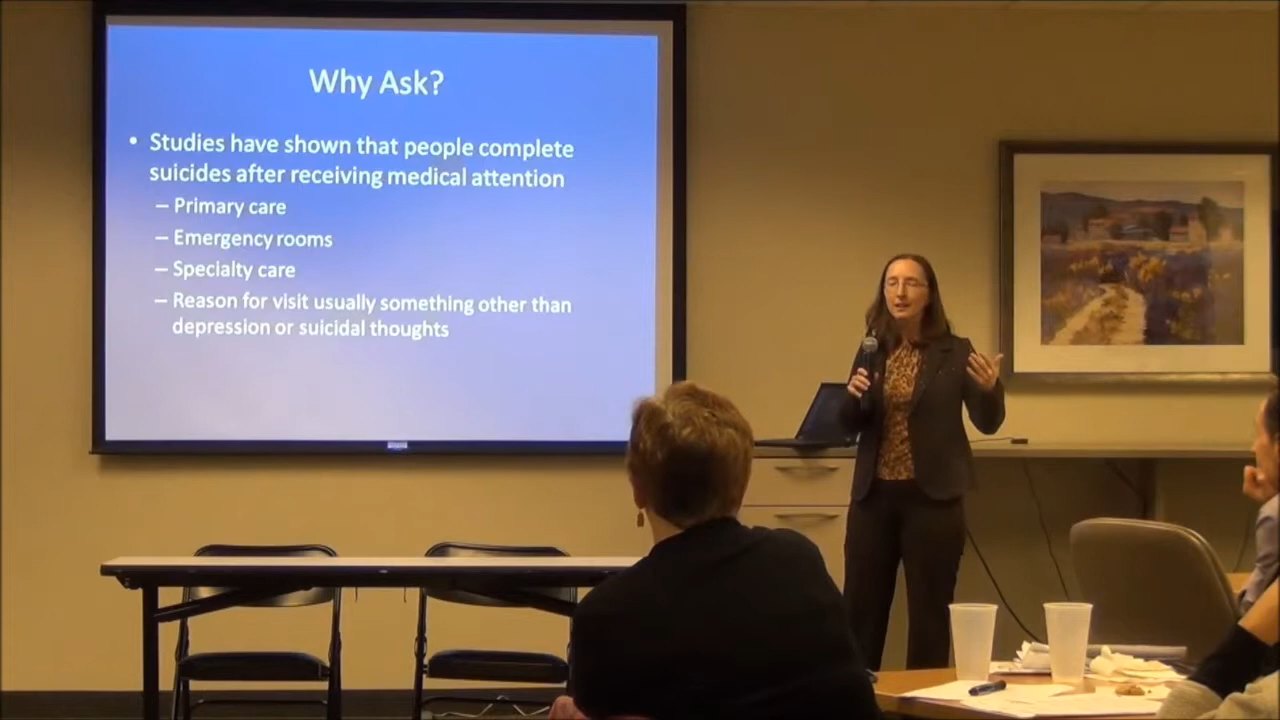 Why Ask?
• Studies have shown that people complete
suicides after receiving medical attention
– Primary care
– Emergency rooms
– Specialty care
– Reason for visit usually something other than
depression or suicidal thoughts